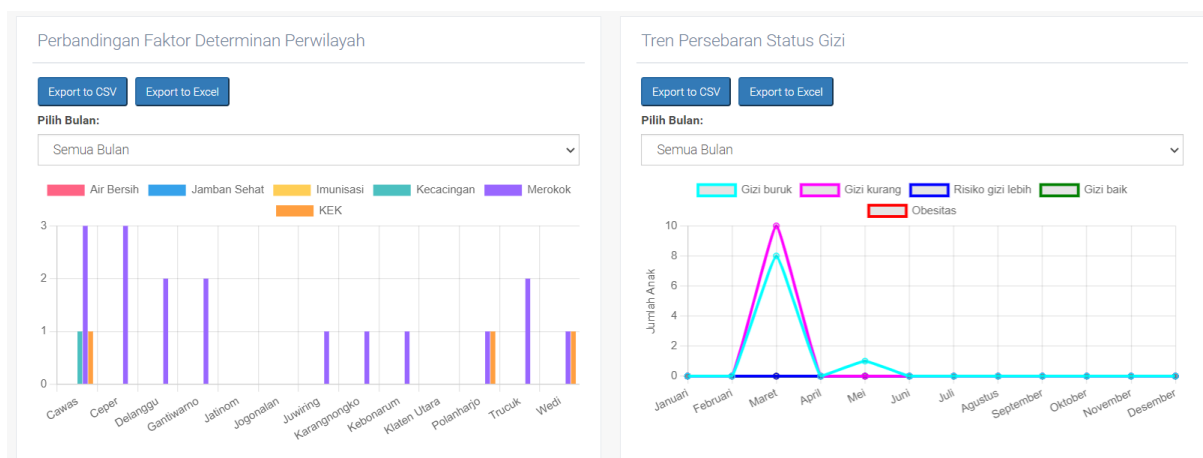 Perbandingan Faktor Determinan Perwilayah
Export to CSV Export to Excel
Pilih Bulan:
Semua Bulan
Air Bersih Jamban Sehat Imunisasi Kecacingan Merokok
KEK
3
2
1
0
Cawas Ceper Delanggu Gantiwarno Jatinom Jogonalan Juwiring Karangnongko Kebonarum Klaten Utara Polanharjo Trucuk Wedi
Tren Persebaran Status Gizi
Export to CSV Export to Excel
Pilih Bulan:
Semua Bulan
Gizi buruk Gizi kurang Risiko gizi lebih Gizi baik
Obesitas
Jumlah Anak
10
8
6
4
2
0
Januari Februari Maret April Mei Juni Juli Agustus September Oktober November Desember